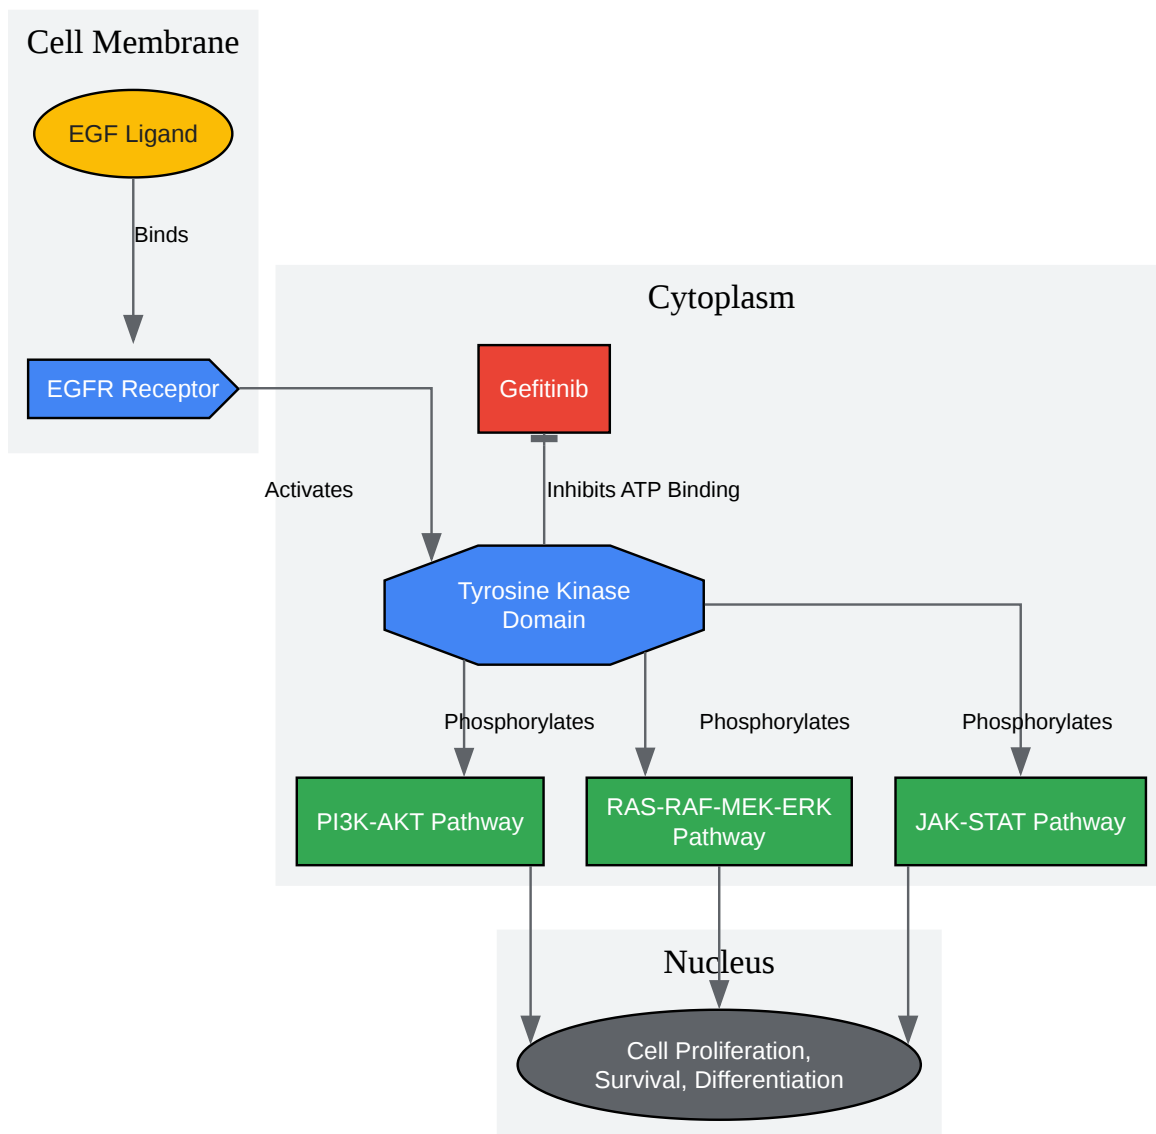 Cell Membrane
EGF Ligand
Binds
EGFR Receptor
Cytoplasm
Gefitinib
Activates
Inhibits ATP Binding
Tyrosine Kinase
Domain
Phosphorylates
Phosphorylates
Phosphorylates
PI3K-AKT Pathway
RAS-RAF-MEK-ERK
Pathway
JAK-STAT Pathway
Nucleus
Cell Proliferation,
Survival, Differentiation